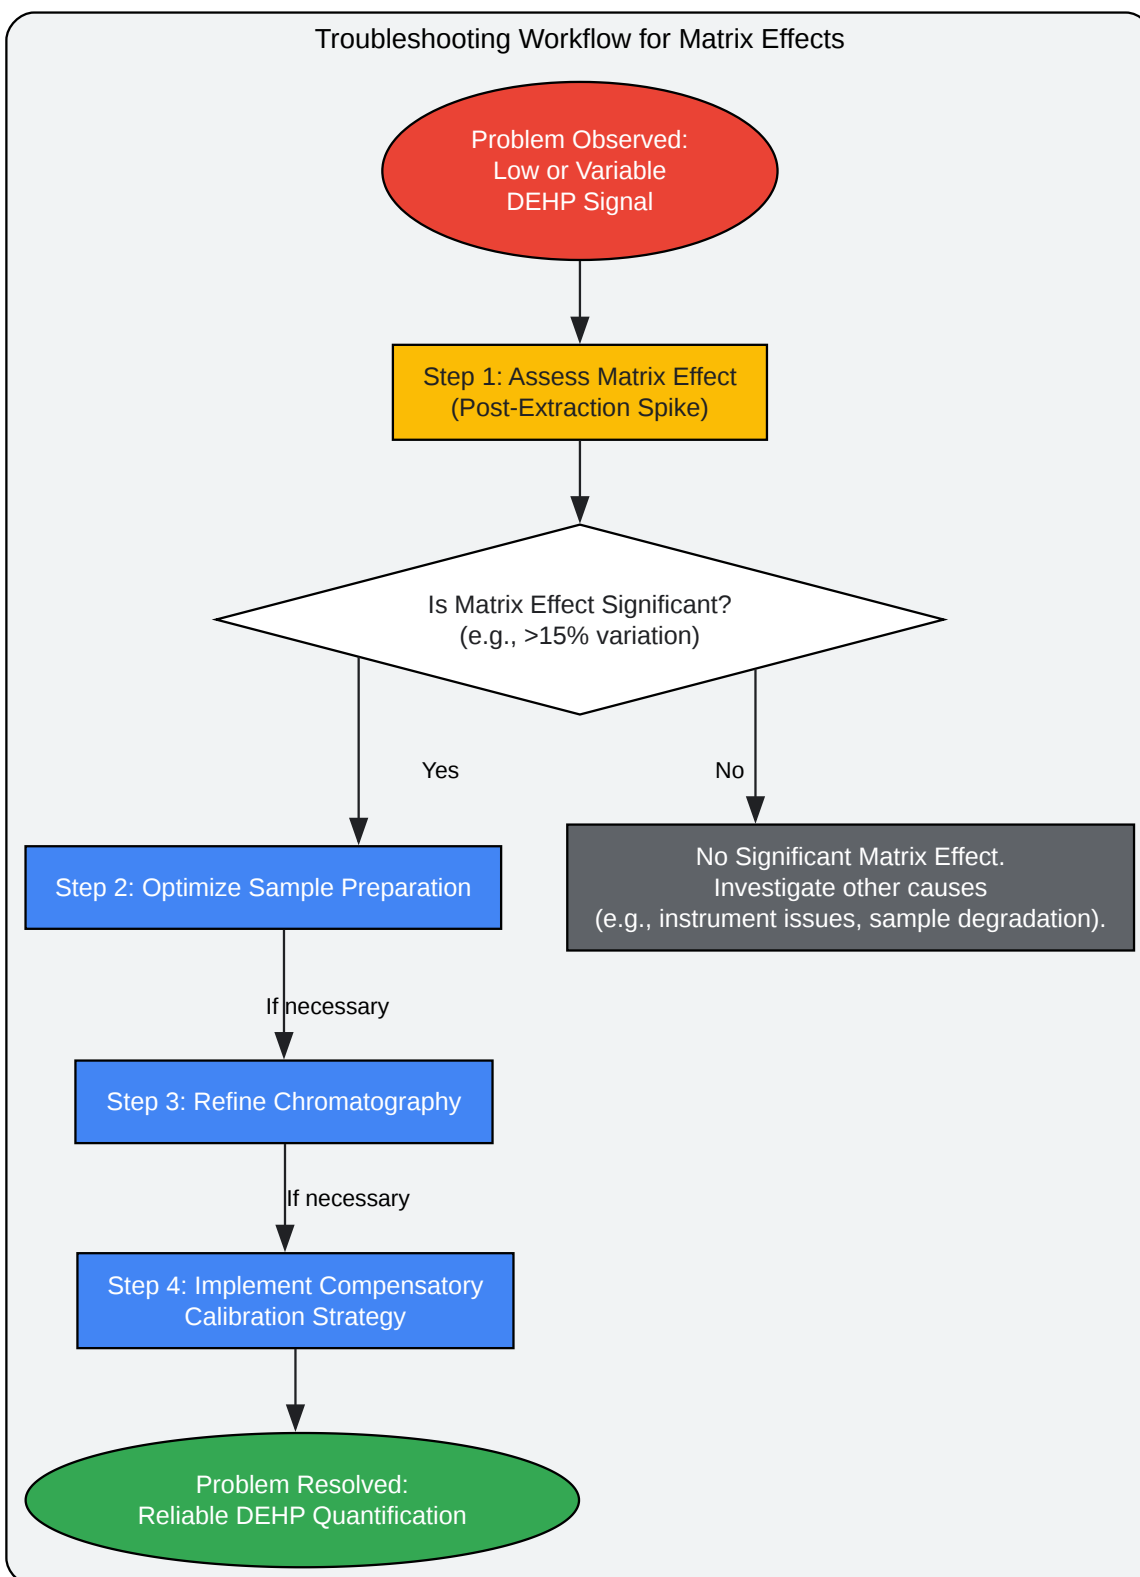 Troubleshooting Workflow for Matrix Effects
Problem Observed:
Low or Variable
DEHP Signal
Step 1: Assess Matrix Effect
(Post-Extraction Spike)
Is Matrix Effect Significant?
(e.g., >15% variation)
Yes
No
Step 2: Optimize Sample Preparation
No Significant Matrix Effect.
Investigate other causes
(e.g., instrument issues, sample degradation).
If necessary
Step 3: Refine Chromatography
If necessary
Step 4: Implement Compensatory
Calibration Strategy
Problem Resolved:
Reliable DEHP Quantification